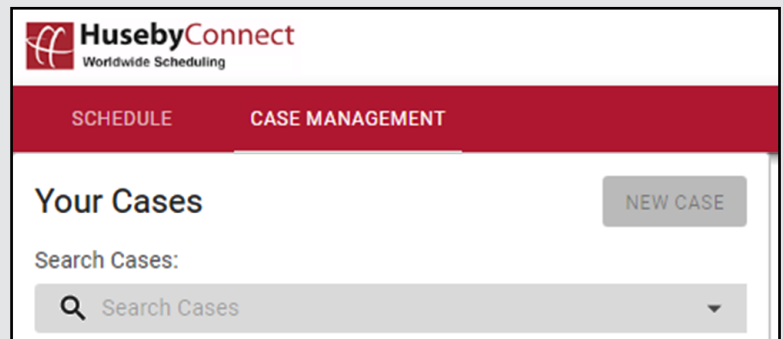 HusebyConnect
Worldwide Scheduling
SCHEDULE CASE MANAGEMENT
Your Cases NEW CASE
Search Cases:
Search Cases